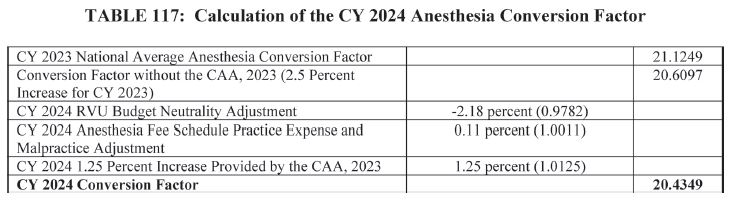 TABLE 117: Calculation of the CY 2024 Anesthesia Conversion Factor
CY 2023 National Average Anesthesia Conversion Factor 21.1249
Conversion Factor without the CAA, 2023 (2.5 Percent 20.6097
Increase for CY 2023)
CY 2024 RVU Budget Neutrality Adjustment -2.18 percent (0.9782)
CY 2024 Anesthesia Fee Schedule Practice Expense and 0.11 percent (1.0011)
Malpractice Adjustment
CY 2024 1.25 Percent Increase Provided by the CAA, 2023 1.25 percent (1.0125)
CY 2024 Conversion Factor 20.4349